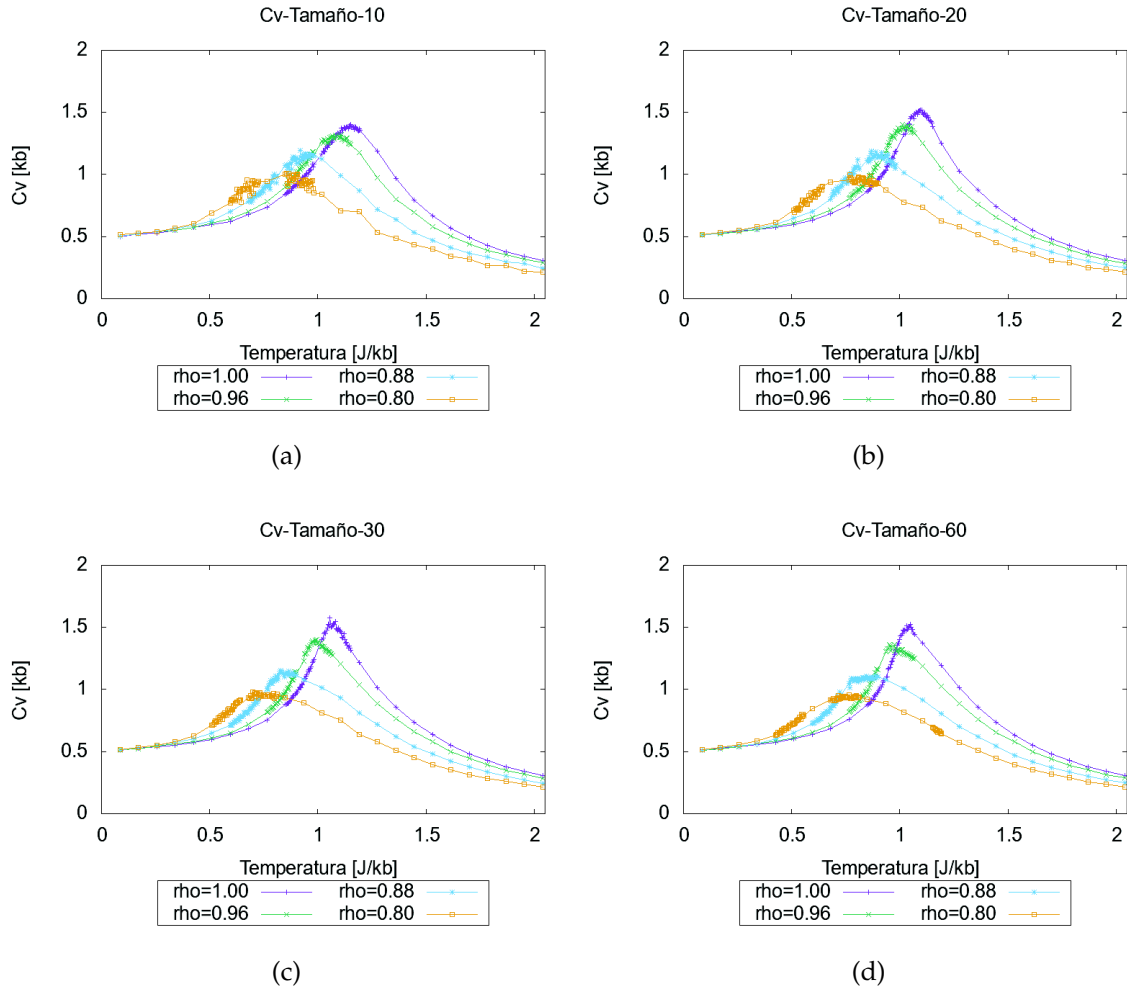 Cv-Tamaño-10
2
1.5
1
0.5
0
Cv [kb]
0 0.5 1 1.5 2
Temperatura [J/kb]
rho=1.00 rho=0.88
rho=0.96 rho=0.80
(a)
Cv-Tamaño-20
2
1.5
1
0.5
0
Cv [kb]
0 0.5 1 1.5 2
Temperatura [J/kb]
rho=1.00 rho=0.88
rho=0.96 rho=0.80
(b)
Cv-Tamaño-30
2
1.5
1
0.5
0
Cv [kb]
0 0.5 1 1.5 2
Temperatura [J/kb]
rho=1.00 rho=0.88
rho=0.96 rho=0.80
(c)
Cv-Tamaño-60
2
1.5
1
0.5
0
Cv [kb]
0 0.5 1 1.5 2
Temperatura [J/kb]
rho=1.00 rho=0.88
rho=0.96 rho=0.80
(d)